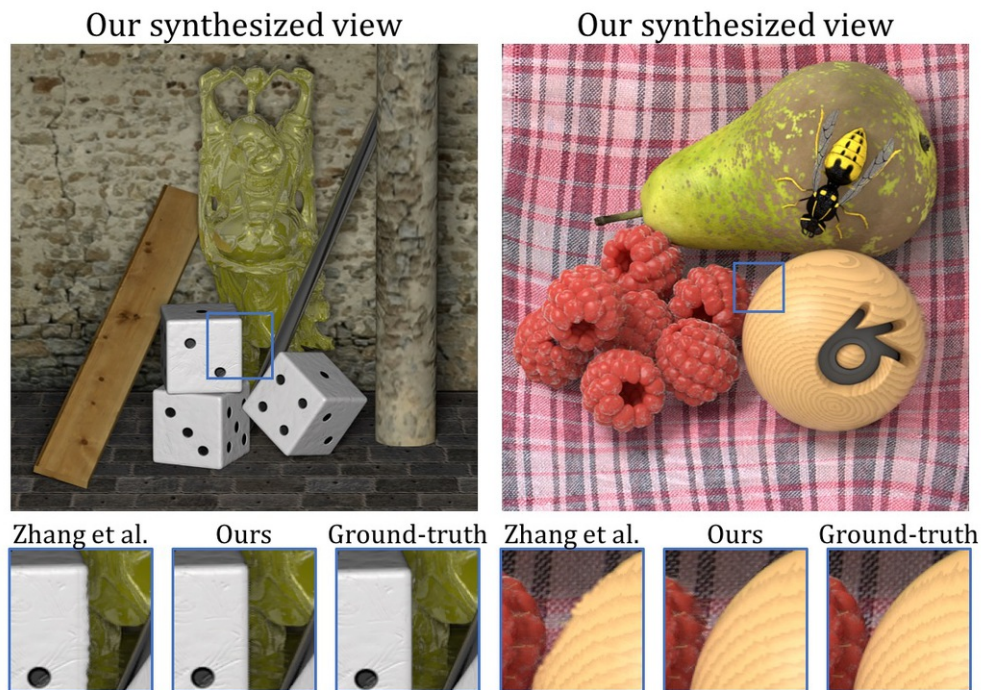 Our synthesized view
Our synthesized view
Zhang et al.
Ours
Ground-truth
Zhang et al.
Ours
Ground-truth